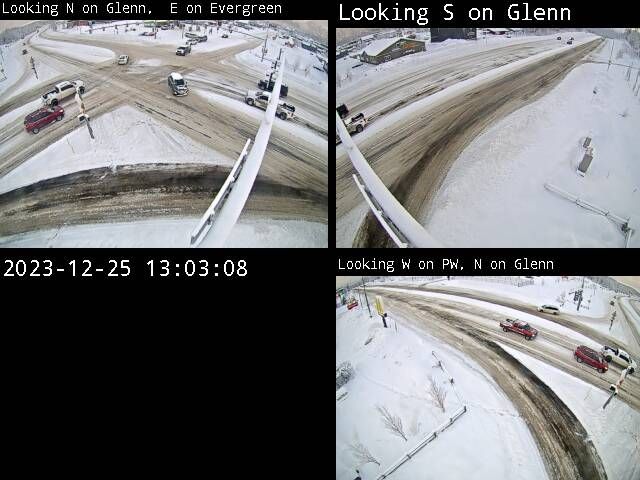 Looking N on Glenn,  E on Evergreen
Looking S on Glenn
2023-12-25 13:03:08
Looking W on PW, N on Glenn